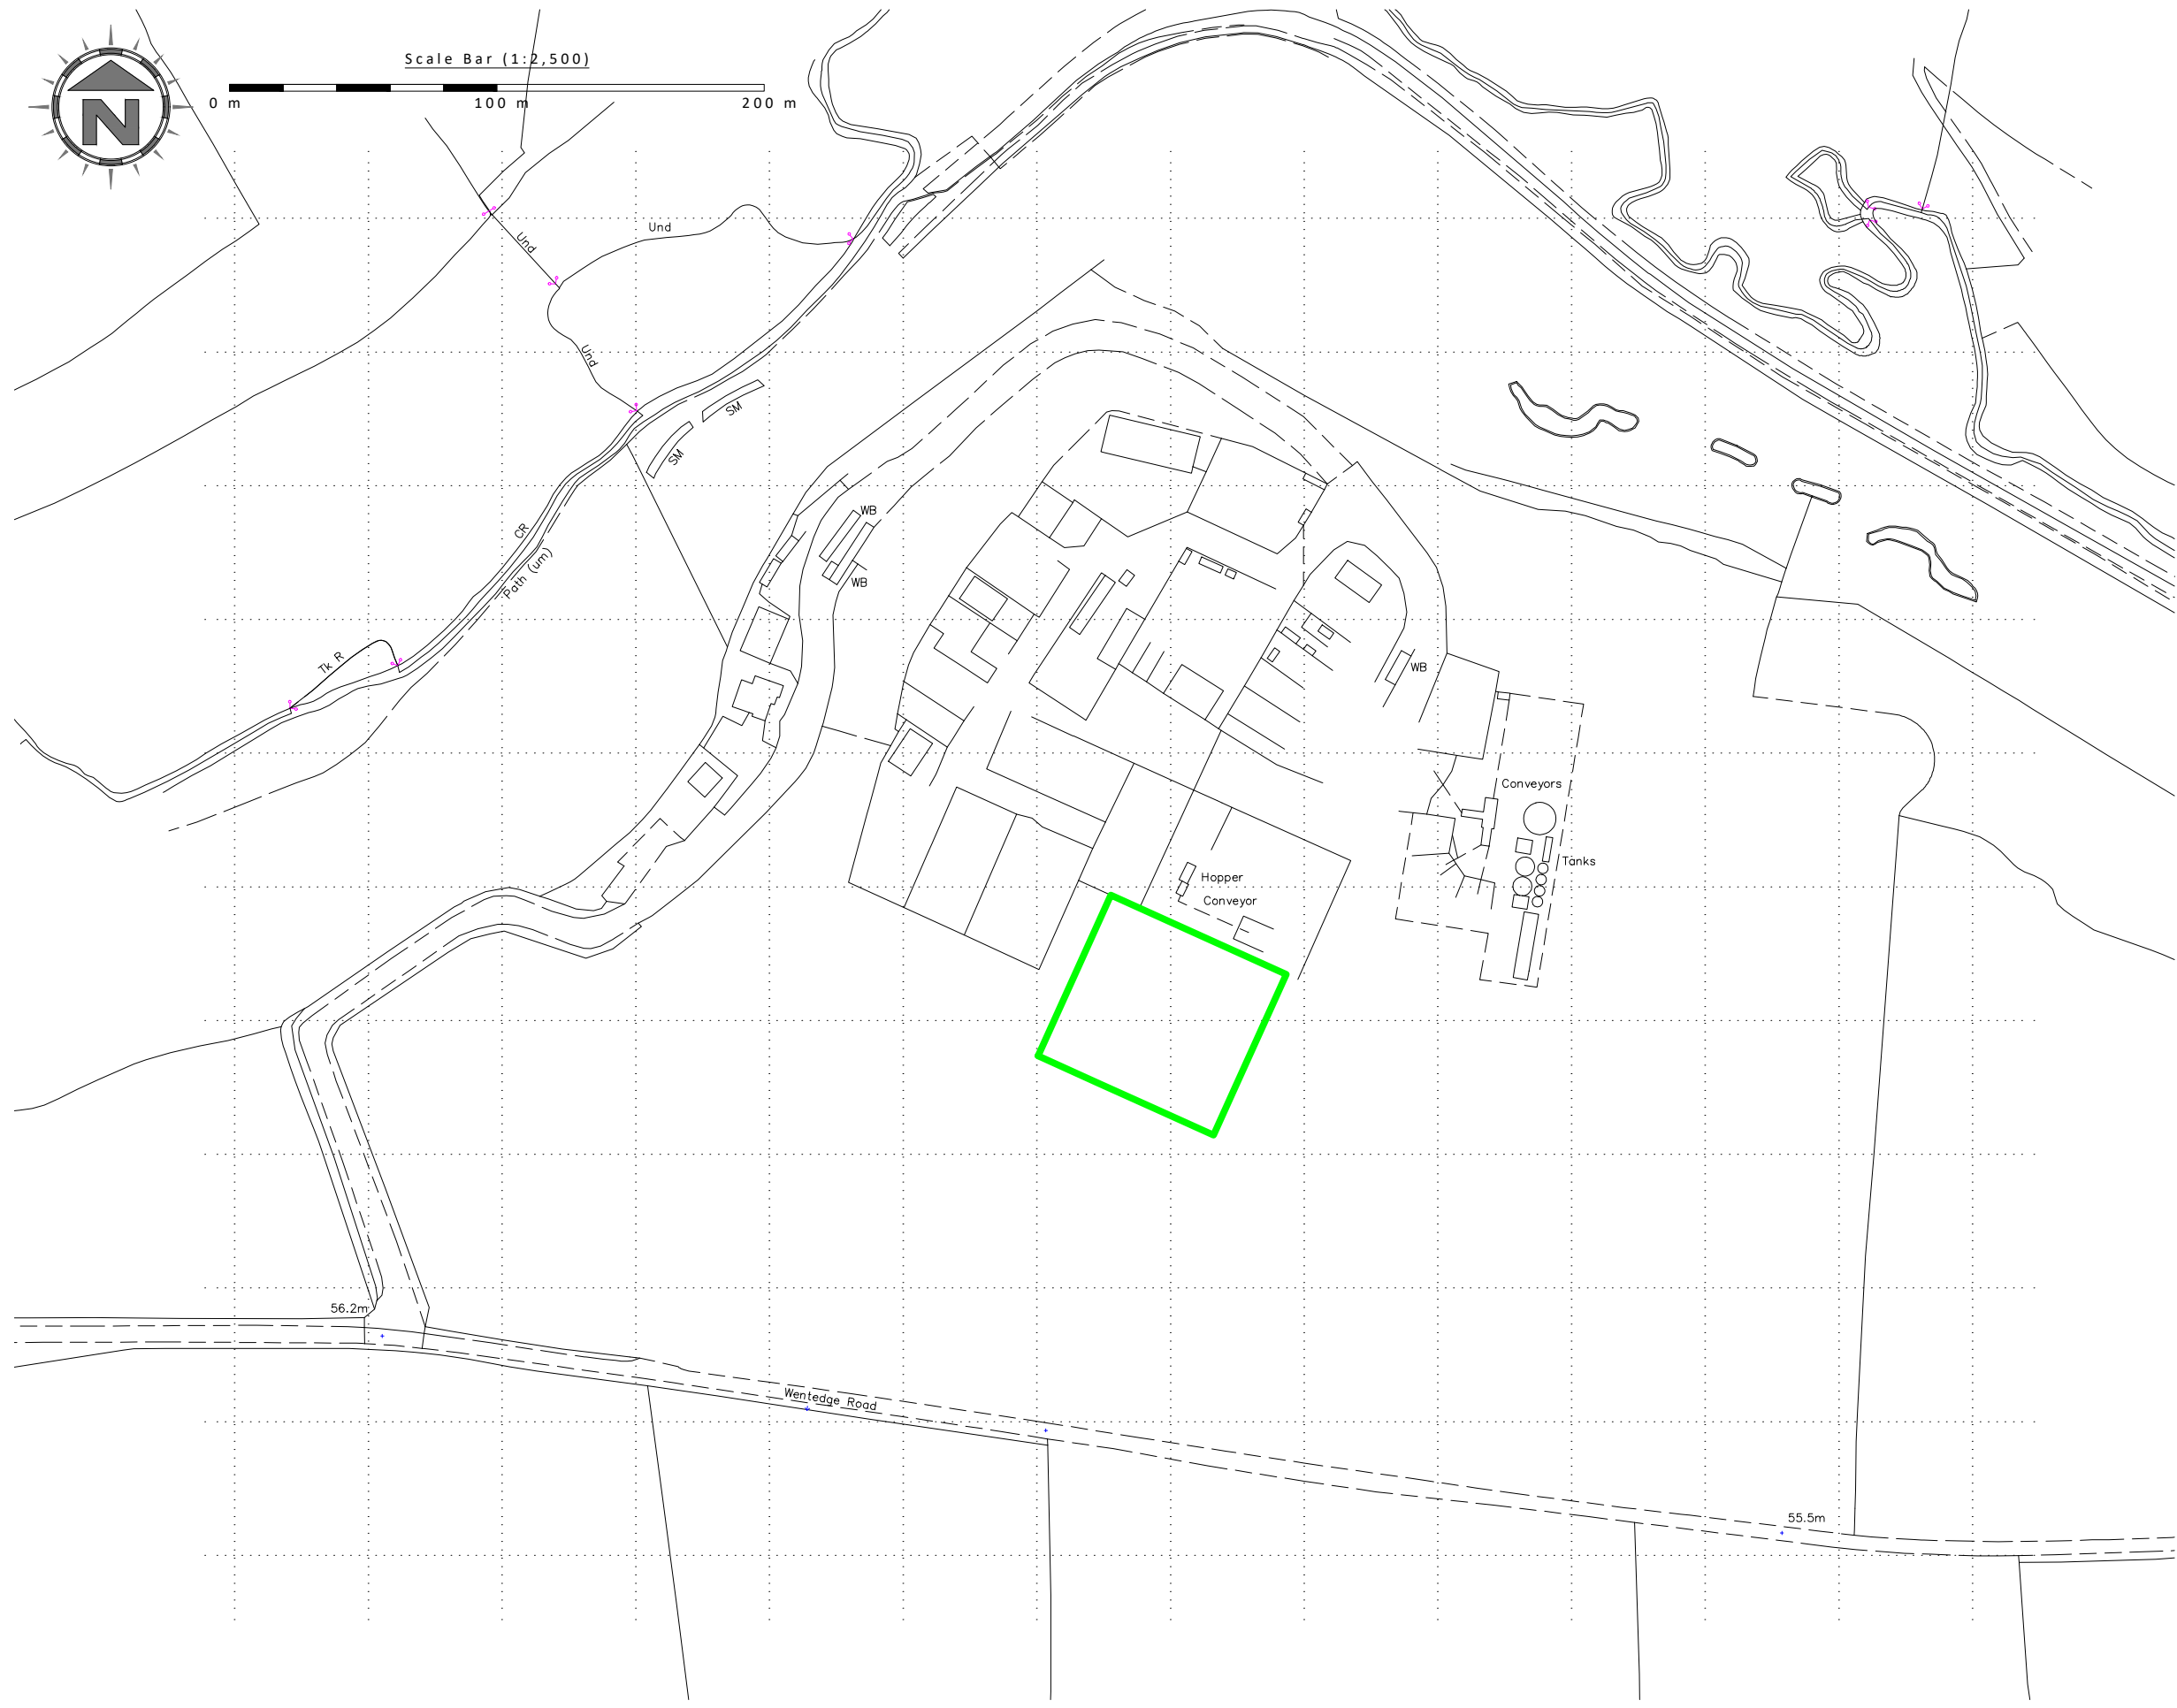 Scale Bar (1:2,500)
0 m
100 m
200 m
N
Und
Und
Und
SM
SM
WB
CR
WB
Path (um)
Tk R
WB
Conveyors
Tanks
Hopper
Conveyor
56.2m
Wentedge Road
55.5m